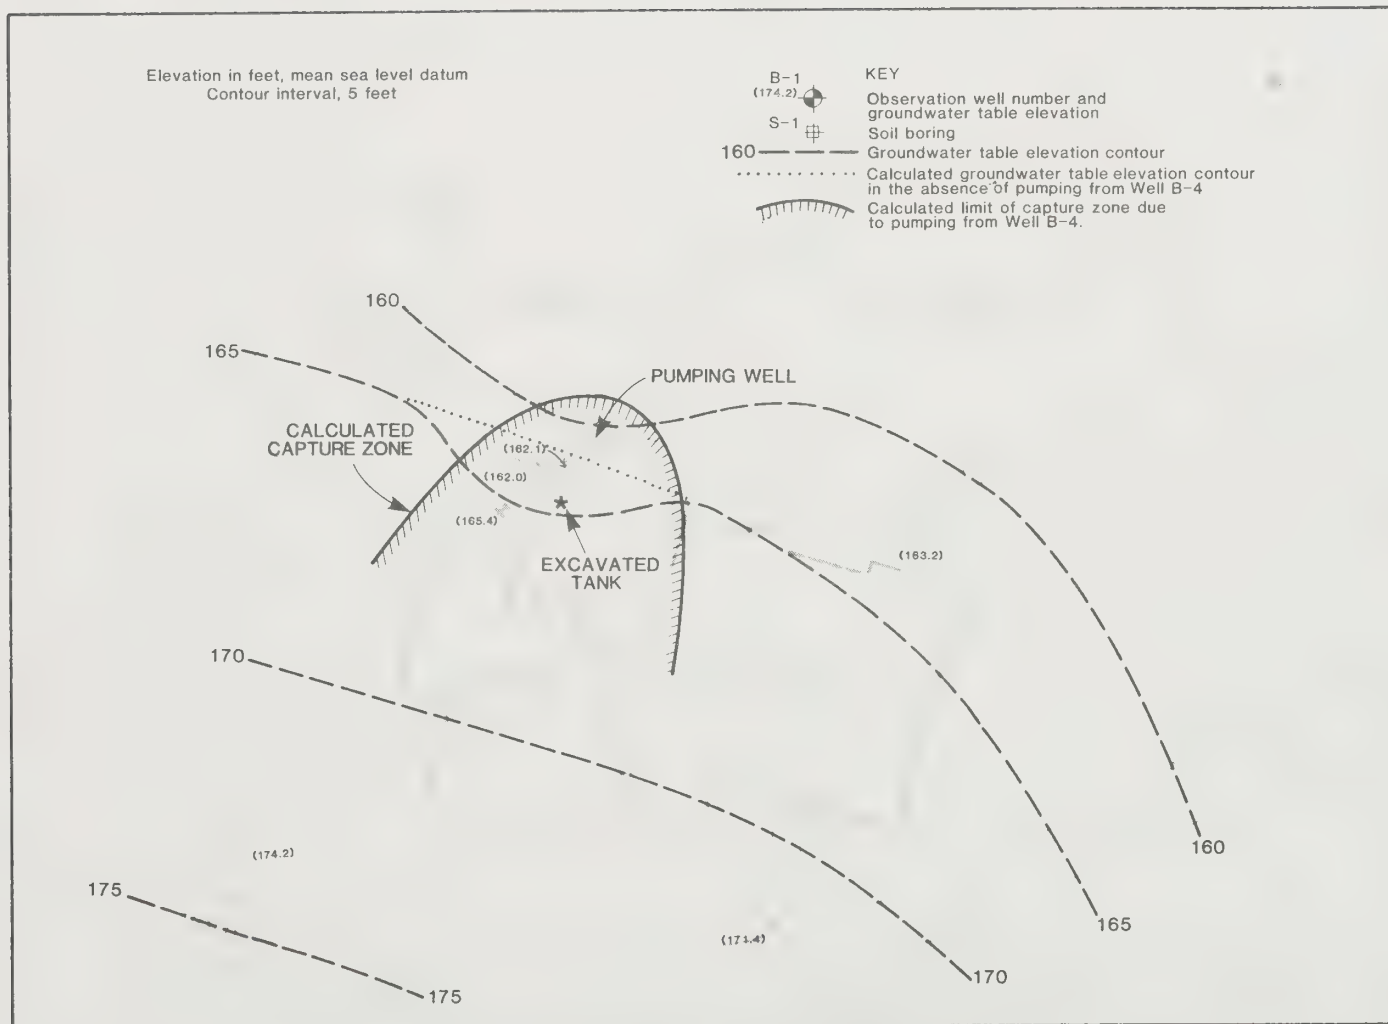 Elevation in feet, mean sea level datum
Contour interval, 5 feet
KEY
B-1
(174.2)
Observation well number and
groundwater table elevation
S-1
Soil boring
160
Groundwater table elevation contour
Calculated groundwater table elevation contour
in the absence of pumping from Well B-4
Calculated limit of capture zone due
to pumping from Well B-4.
160
165
PUMPING WELL
CALCULATED
CAPTURE ZONE
(162.1)
(162.0)
(165.4)
(163.2)
EXCAVATED
TANK
170
160
(174.2)
175
165
170
175